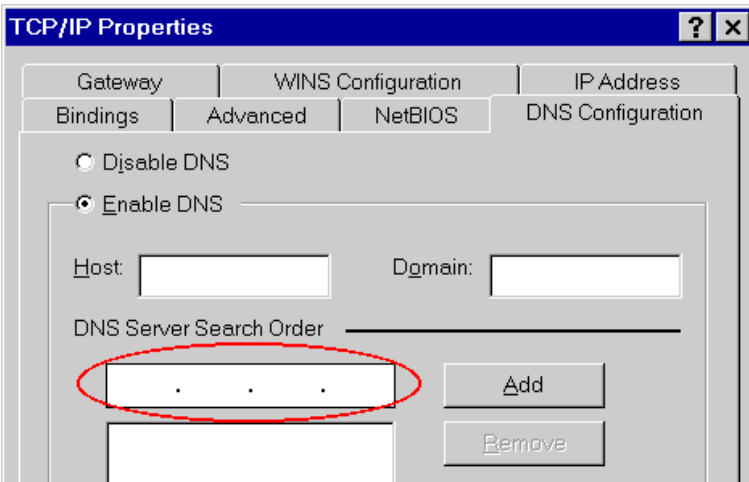 TCP/IP Properties ? ×
Gateway WINS Configuration IP Address
Bindings Advanced NetBIOS DNS Configuration
Disable DNS
Enable DNS
Host: Domain:
DNS Server Search Order
. . . Add
Remove